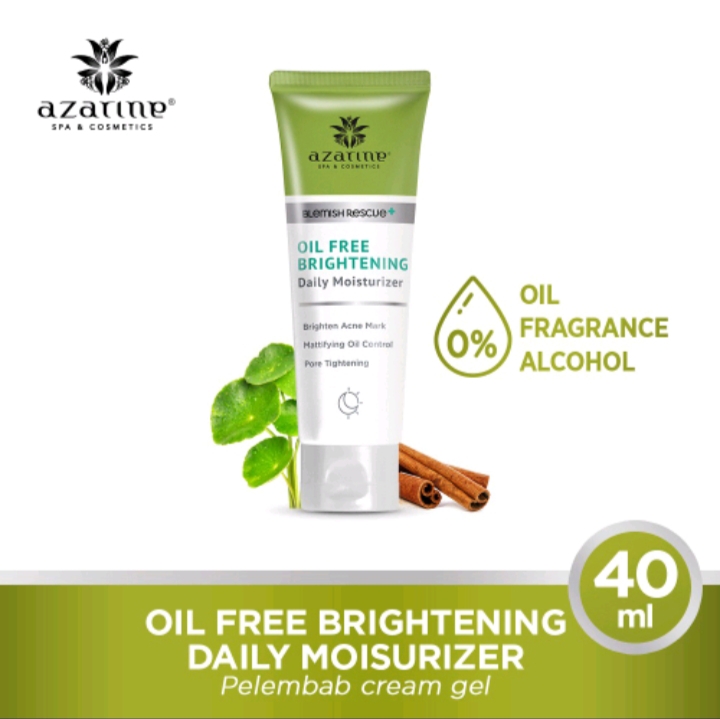 azarine®
SPA & COSMETICS
azarine®
SPA & COSMETICS
BLEMISH RESCUE+
OIL FREE
BRIGHTENING
Daily Moisturizer
Brighten Acne Mark
Mattifying Oil Control
Pore Tightening
0%
OIL
FRAGRANCE
ALCOHOL
40
ml
OIL FREE BRIGHTENING
DAILY MOISURIZER
Pelembab cream gel